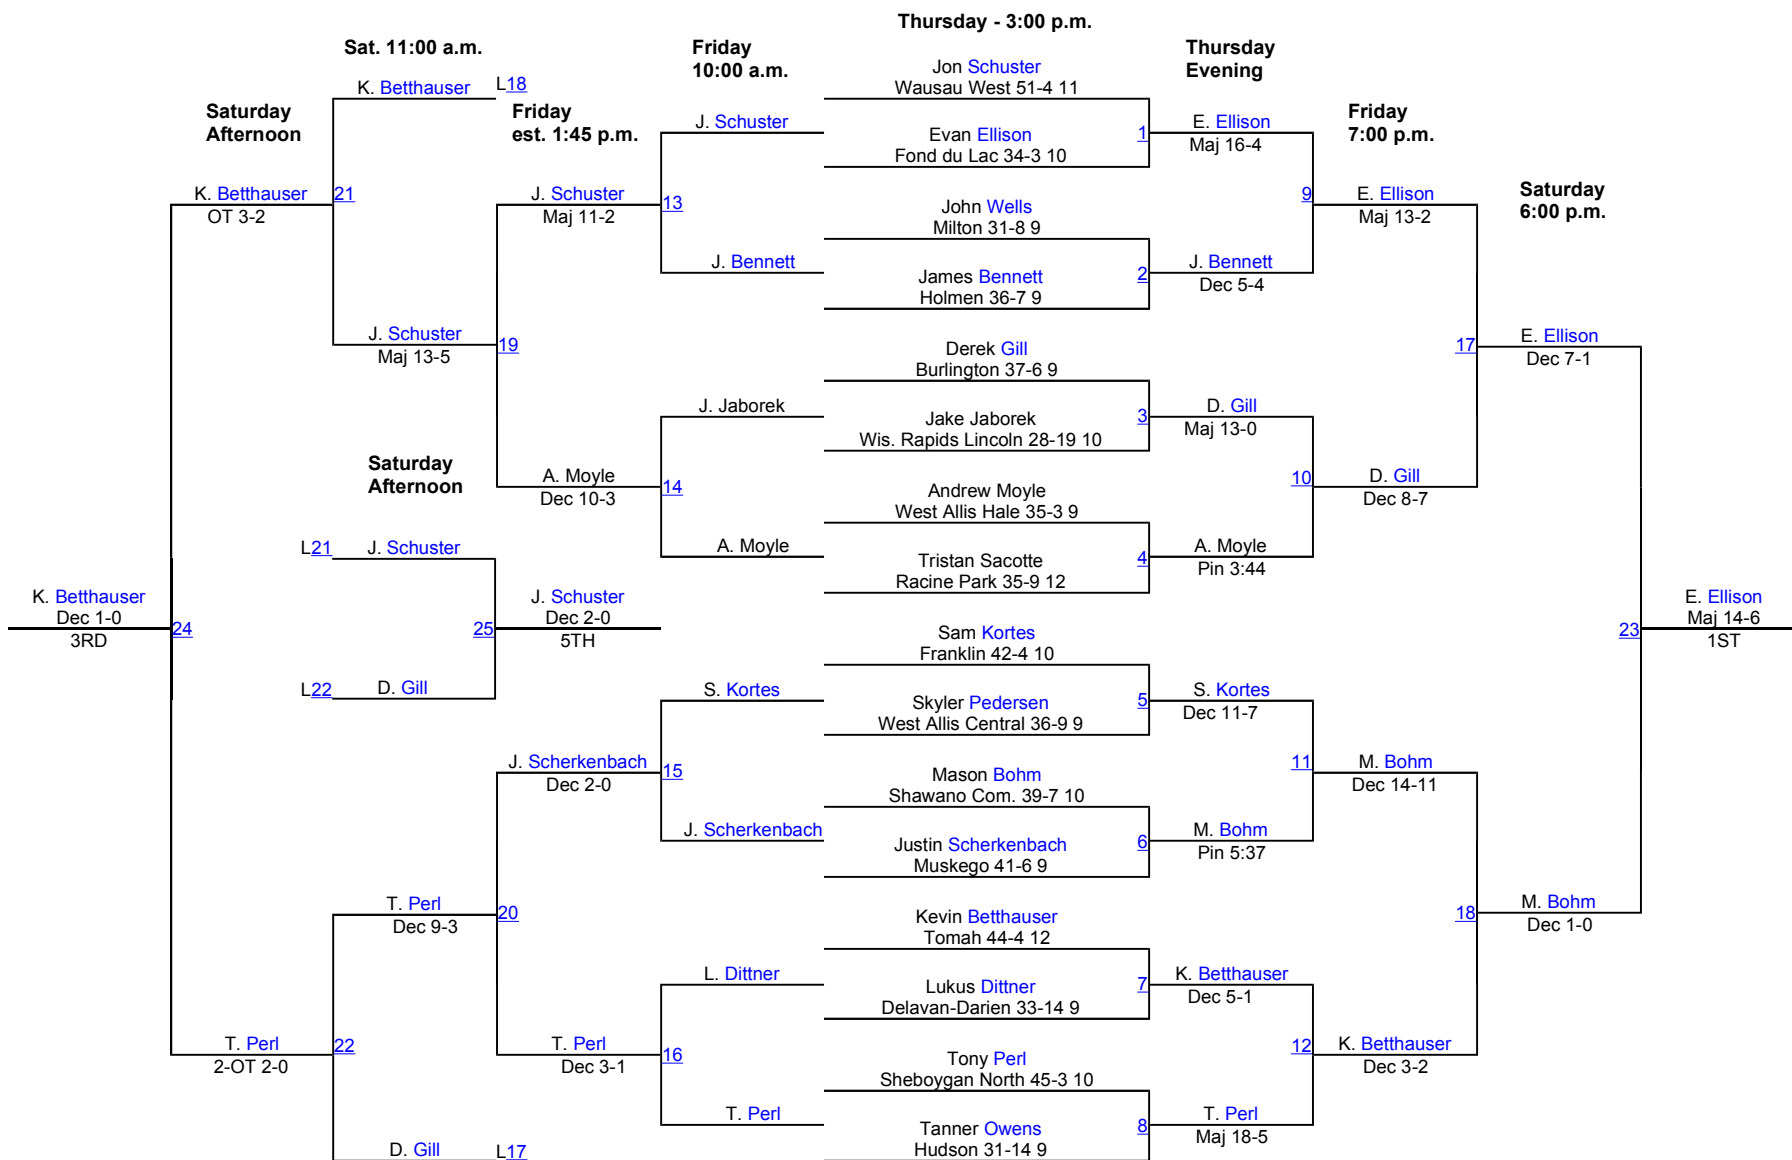 Thursday - 3:00 p.m.
Sat. 11:00 a.m.
Friday
10:00 a.m.
Thursday
Evening
Jon Schuster
Wausau West 51-4 11
K. Betthauser
L18
Saturday
Afternoon
Friday
est. 1:45 p.m.
J. Schuster
Evan Ellison
Fond du Lac 34-3 10
1
E. Ellison
Maj 16-4
Friday
7:00 p.m.
K. Betthauser
OT 3-2
21
J. Schuster
Maj 11-2
13
John Wells
Milton 31-8 9
9
E. Ellison
Maj 13-2
Saturday
6:00 p.m.
J. Bennett
James Bennett
Holmen 36-7 9
2
J. Bennett
Dec 5-4
J. Schuster
Maj 13-5
19
Derek Gill
Burlington 37-6 9
17
E. Ellison
Dec 7-1
J. Jaborek
Jake Jaborek
Wis. Rapids Lincoln 28-19 10
3
D. Gill
Maj 13-0
Saturday
Afternoon
A. Moyle
Dec 10-3
14
Andrew Moyle
West Allis Hale 35-3 9
10
D. Gill
Dec 8-7
L21
J. Schuster
A. Moyle
Tristan Sacotte
Racine Park 35-9 12
4
A. Moyle
Pin 3:44
K. Betthauser
Dec 1-0
3RD
24
25
J. Schuster
Dec 2-0
5TH
Sam Kortes
Franklin 42-4 10
23
E. Ellison
Maj 14-6
1ST
L22
D. Gill
S. Kortes
Skyler Pedersen
West Allis Central 36-9 9
5
S. Kortes
Dec 11-7
J. Scherkenbach
Dec 2-0
15
Mason Bohm
Shawano Com. 39-7 10
11
M. Bohm
Dec 14-11
J. Scherkenbach
Justin Scherkenbach
Muskego 41-6 9
6
M. Bohm
Pin 5:37
T. Perl
Dec 9-3
20
Kevin Betthauser
Tomah 44-4 12
18
M. Bohm
Dec 1-0
L. Dittner
Lukus Dittner
Delavan-Darien 33-14 9
7
K. Betthauser
Dec 5-1
T. Perl
2-OT 2-0
22
T. Perl
Dec 3-1
16
Tony Perl
Sheboygan North 45-3 10
12
K. Betthauser
Dec 3-2
T. Perl
Tanner Owens
Hudson 31-14 9
8
T. Perl
Maj 18-5
D. Gill
L17